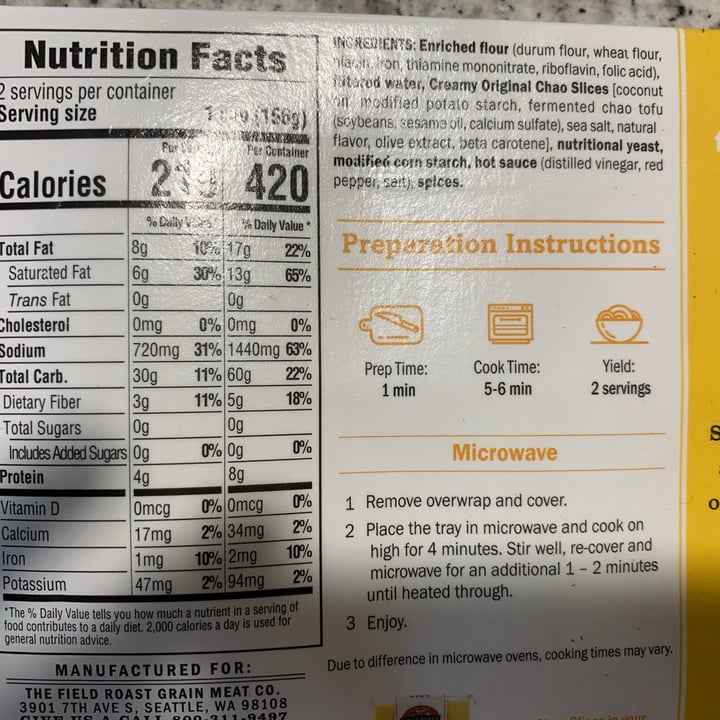 Nutrition Facts
2 servings per container
Serving size (156g)
Per Container
Calories 420
% Daily % Daily Value *
Total Fat 8g 10% 17g 22%
Saturated Fat 6g 30% 13g 65%
Trans Fat 0g 0g
Cholesterol 0mg 0% 0mg 0%
Sodium 720mg 31% 1440mg 63%
Total Carb. 30g 11% 60g 22%
Dietary Fiber 3g 11% 5g 18%
Total Sugars 0g 0g
Includes Added Sugars 0g 0% 0g 0%
Protein 4g 8g
Vitamin D 0mcg 0% 0mcg 0%
Calcium 17mg 2% 34mg 2%
Iron 1mg 10% 2mg 10%
Potassium 47mg 2% 94mg 2%
*The % Daily Value tells you how much a nutrient in a serving of
food contributes to a daily diet. 2,000 calories a day is used for
general nutrition advice.
MANUFACTURED FOR:
THE FIELD ROAST GRAIN MEAT CO.
3901 7TH AVE S, SEATTLE, WA 98108
GIVE US A CALL 800-311-9497
INGREDIENTS: Enriched flour (durum flour, wheat flour,
niacin, iron, thiamine mononitrate, riboflavin, folic acid),
filtered water, Creamy Original Chao Slices [coconut
oil, modified potato starch, fermented chao tofu
(soybeans, sesame oil, calcium sulfate), sea salt, natural
flavor, olive extract, beta carotene], nutritional yeast,
modified corn starch, hot sauce (distilled vinegar, red
pepper, salt), spices.
Preparation Instructions
Prep Time: Cook Time: Yield:
1 min 5-6 min 2 servings
Microwave
1 Remove overwrap and cover.
2 Place the tray in microwave and cook on
high for 4 minutes. Stir well, re-cover and
microwave for an additional 1 – 2 minutes
until heated through.
3 Enjoy.
Due to difference in microwave ovens, cooking times may vary.